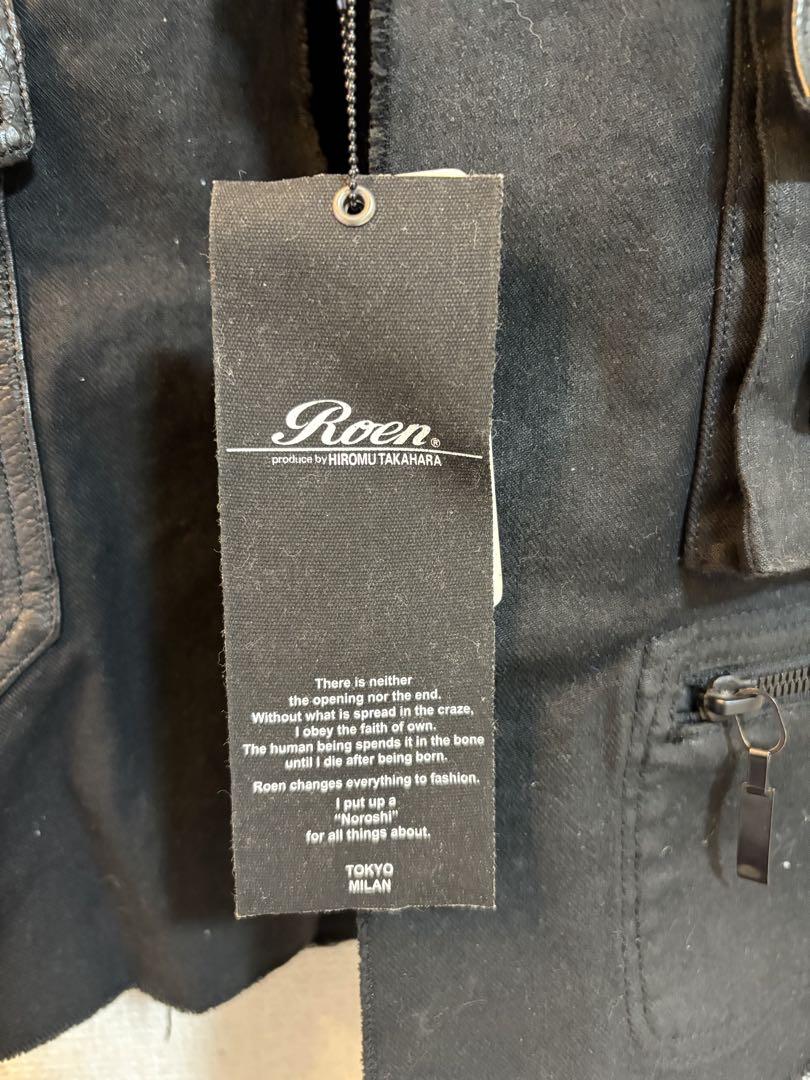 Roen®
produce by HIROMU TAKAHARA
There is neither
the opening nor the end.
Without what is spread in the craze,
I obey the faith of own.
The human being spends it in the bone
until I die after being born.
Roen changes everything to fashion.
I put up a
“Noroshi”
for all things about.
TOKYO
MILAN